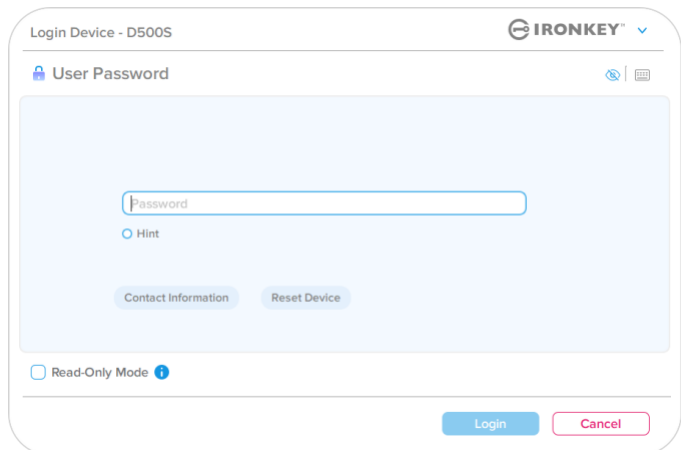 Login Device - D500S
IRONKEY™
User Password
Password
Hint
Contact Information Reset Device
Read-Only Mode i
Login Cancel